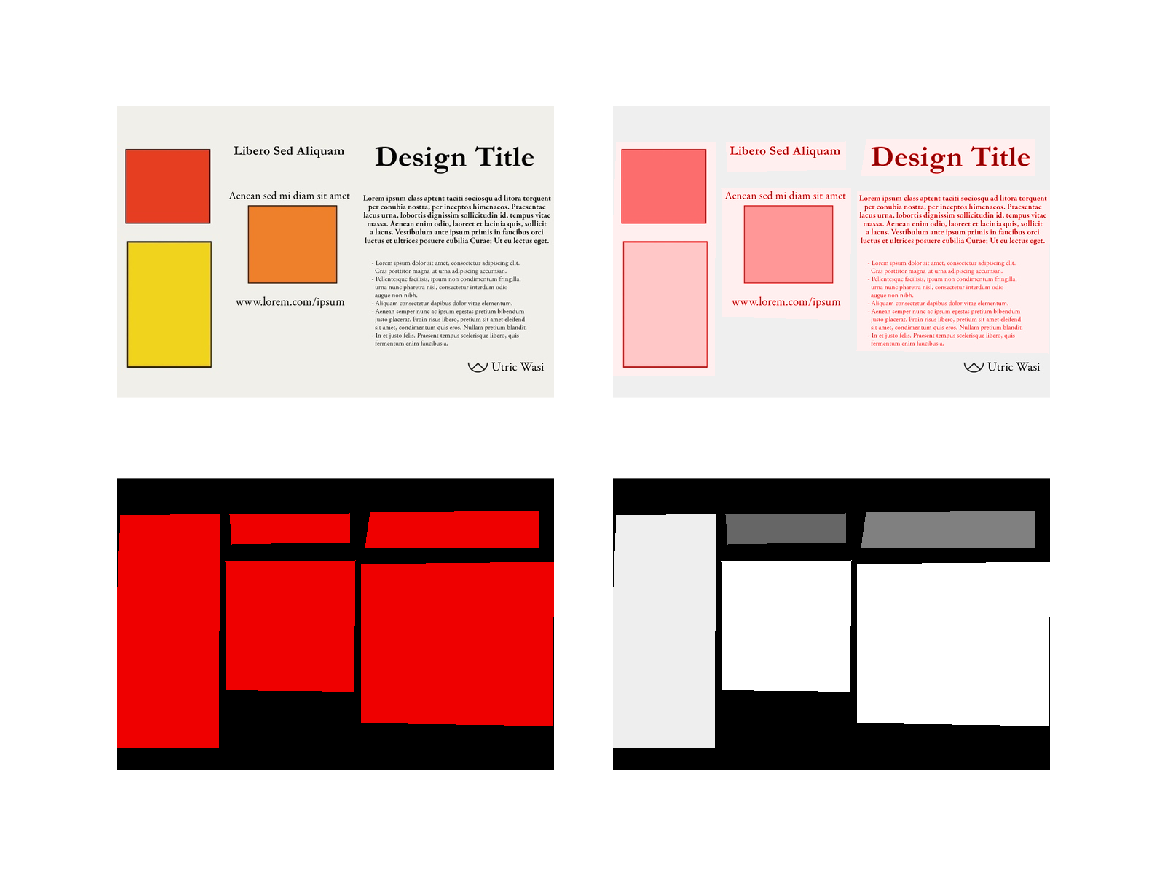 Libero Sed Aliquam
Aenean sed mi diam sit amet
www.lorem.com/ipsum
Design Title
Lorem ipsum class aptent taciti sociosqu ad litora torquent
per conubia nostra, per inceptos himenaeos. Praesentae
lacus urna, lobortis dignissim sollicitudin id, tempus vitae
massa. Aenean enim odio, laoreet et lacinia quis, sollicit
a lacus. Vestibulum ante ipsum primis in faucibus orci
luctus et ultrices posuere cubilia Curae; Ut eu lectus eget.
- Lorem ipsum dolor sit amet, consectetur adipiscing elit.
Cras porttitor magna at urna adipiscing accumsan.
- Pellentesque facilisis, ipsum non condimentum fringilla
urna nunc pharetra nisl, consectetur interdum odio
augue non nibh.
- Aliquam consectetur dapibus dolor vitae elementum.
Aenean semper nunc ac ipsum egestas pretium bibendum
justo placerat. Proin risus libero, pretium sit amet eleifend
sit amet, condimentum quis eros. Nullam pretium blandit
In et justo felis. Praesent tempus scelerisque libero, quis
fermentum enim faucibus a.
Utric Wasi
Libero Sed Aliquam
Aenean sed mi diam sit amet
www.lorem.com/ipsum
Design Title
Lorem ipsum class aptent taciti sociosqu ad litora torquent
per conubia nostra, per inceptos himenaeos. Praesentae
lacus urna, lobortis dignissim sollicitudin id, tempus vitae
massa. Aenean enim odio, laoreet et lacinia quis, sollicit
a lacus. Vestibulum ante ipsum primis in faucibus orci
luctus et ultrices posuere cubilia Curae; Ut eu lectus eget.
- Lorem ipsum dolor sit amet, consectetur adipiscing elit.
Cras porttitor magna at urna adipiscing accumsan.
- Pellentesque facilisis, ipsum non condimentum fringilla
urna nunc pharetra nisl, consectetur interdum odio
augue non nibh.
- Aliquam consectetur dapibus dolor vitae elementum.
Aenean semper nunc ac ipsum egestas pretium bibendum
justo placerat. Proin risus libero, pretium sit amet eleifend
sit amet, condimentum quis eros. Nullam pretium blandit
In et justo felis. Praesent tempus scelerisque libero, quis
fermentum enim faucibus a.
Utric Wasi